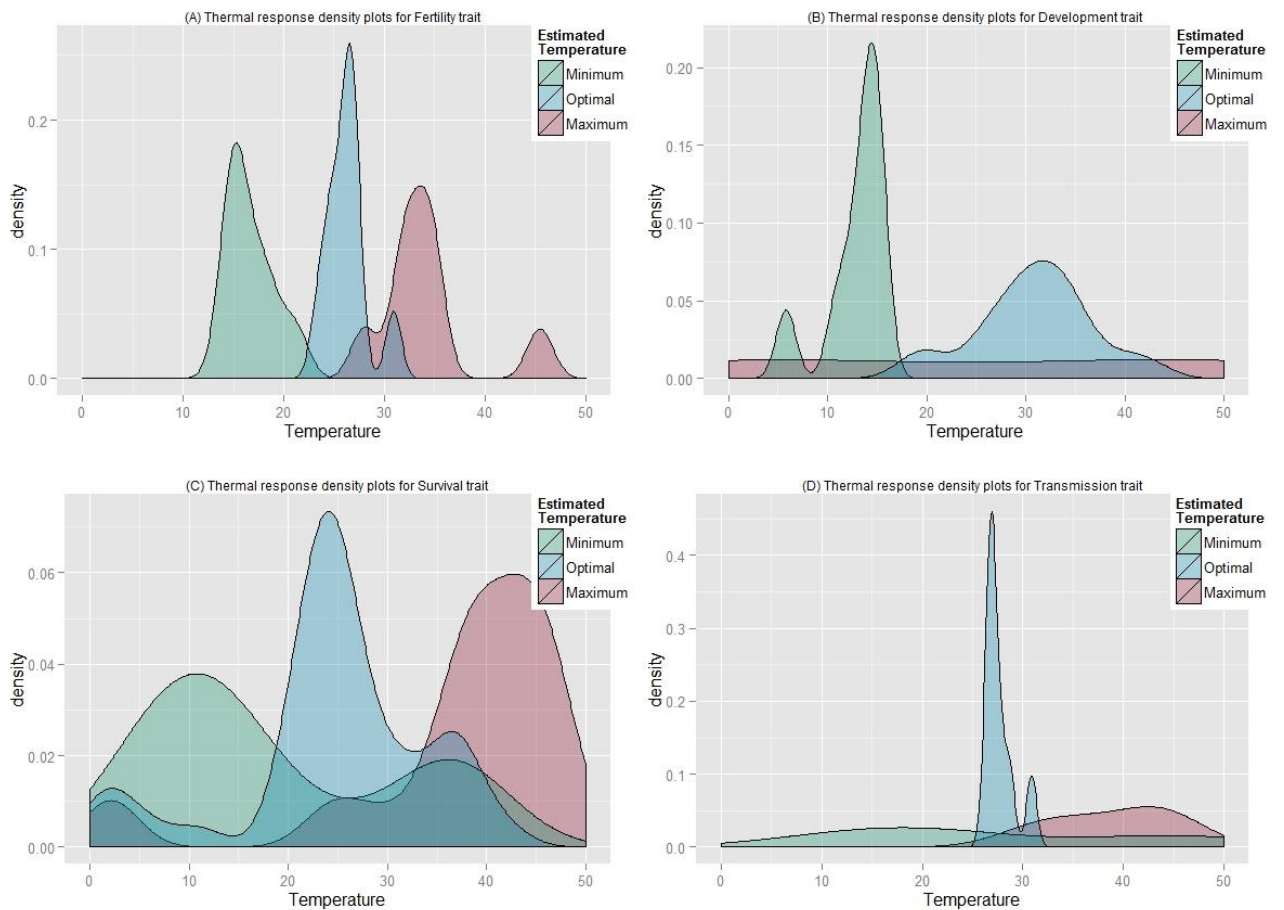 (A) Thermal response density plots for Fertility trait
Estimated
Temperature
Minimum
Optimal
Maximum
0.2
0.1
0.0
density
0 10 20 30 40 50
Temperature
(B) Thermal response density plots for Development trait
Estimated
Temperature
Minimum
Optimal
Maximum
0.20
0.15
0.10
0.05
0.00
density
0 10 20 30 40 50
Temperature
(C) Thermal response density plots for Survival trait
Estimated
Temperature
Minimum
Optimal
Maximum
0.06
0.04
0.02
0.00
density
0 10 20 30 40 50
Temperature
(D) Thermal response density plots for Transmission trait
Estimated
Temperature
Minimum
Optimal
Maximum
0.4
0.3
0.2
0.1
0.0
density
0 10 20 30 40 50
Temperature